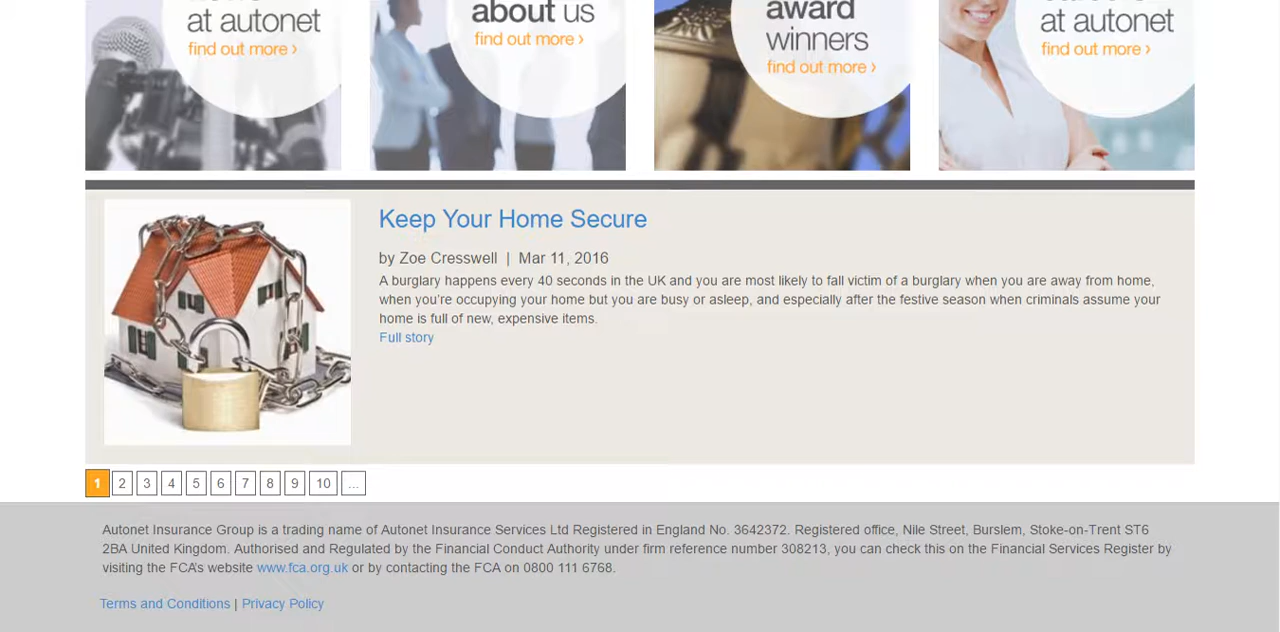 at autonet
find out more ›
about us
find out more ›
award
winners
find out more ›
at autonet
find out more ›
Keep Your Home Secure
by Zoe Cresswell | Mar 11, 2016
A burglary happens every 40 seconds in the UK and you are most likely to fall victim of a burglary when you are away from home,
when you’re occupying your home but you are busy or asleep, and especially after the festive season when criminals assume your
home is full of new, expensive items.
Full story
1 2 3 4 5 6 7 8 9 10 ...
Autonet Insurance Group is a trading name of Autonet Insurance Services Ltd Registered in England No. 3642372. Registered office, Nile Street, Burslem, Stoke-on-Trent ST6
2BA United Kingdom. Authorised and Regulated by the Financial Conduct Authority under firm reference number 308213, you can check this on the Financial Services Register by
visiting the FCA's website www.fca.org.uk or by contacting the FCA on 0800 111 6768.
Terms and Conditions | Privacy Policy